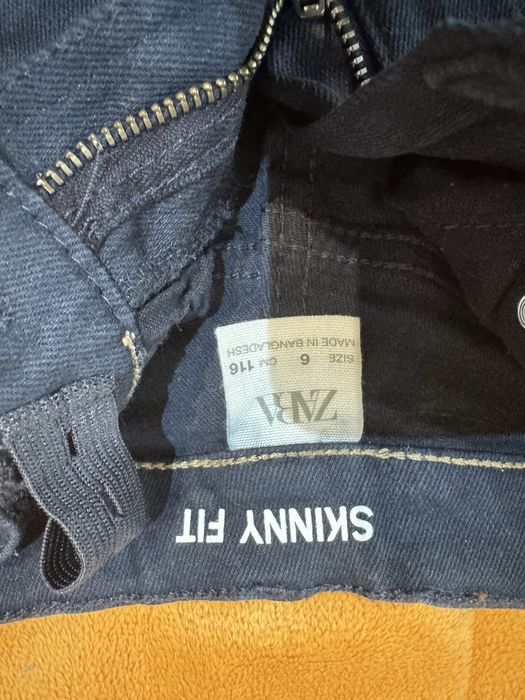 SKINNY FIT
ZARA
SIZE 6 CM 116
MADE IN BANGLADESH